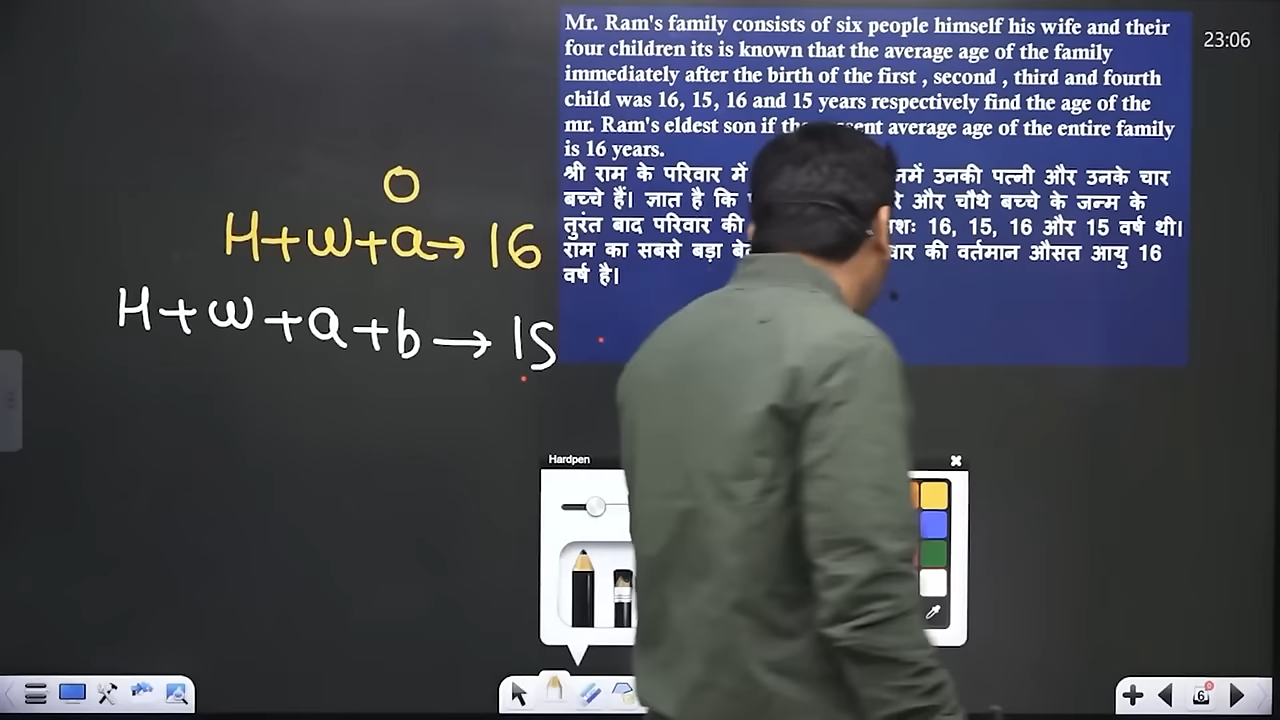 Mr. Ram's family consists of six people himself his wife and their
four children its is known that the average age of the family
immediately after the birth of the first , second , third and fourth
child was 16, 15, 16 and 15 years respectively find the age of the
mr. Ram's eldest son if average age of the entire family
is 16 years.
श्री राम के परिवार में उनकी पत्नी और उनके चार
बच्चे हैं। ज्ञात है कि और चौथे बच्चे के जन्म के
तुरंत बाद परिवार की 16, 15, 16 और 15 वर्ष थी।
राम का सबसे बड़ा की वर्तमान औसत आयु 16
वर्ष है।
23:06
O
H+W+a→ 16
H+W+a+b → 15
Hardpen
6